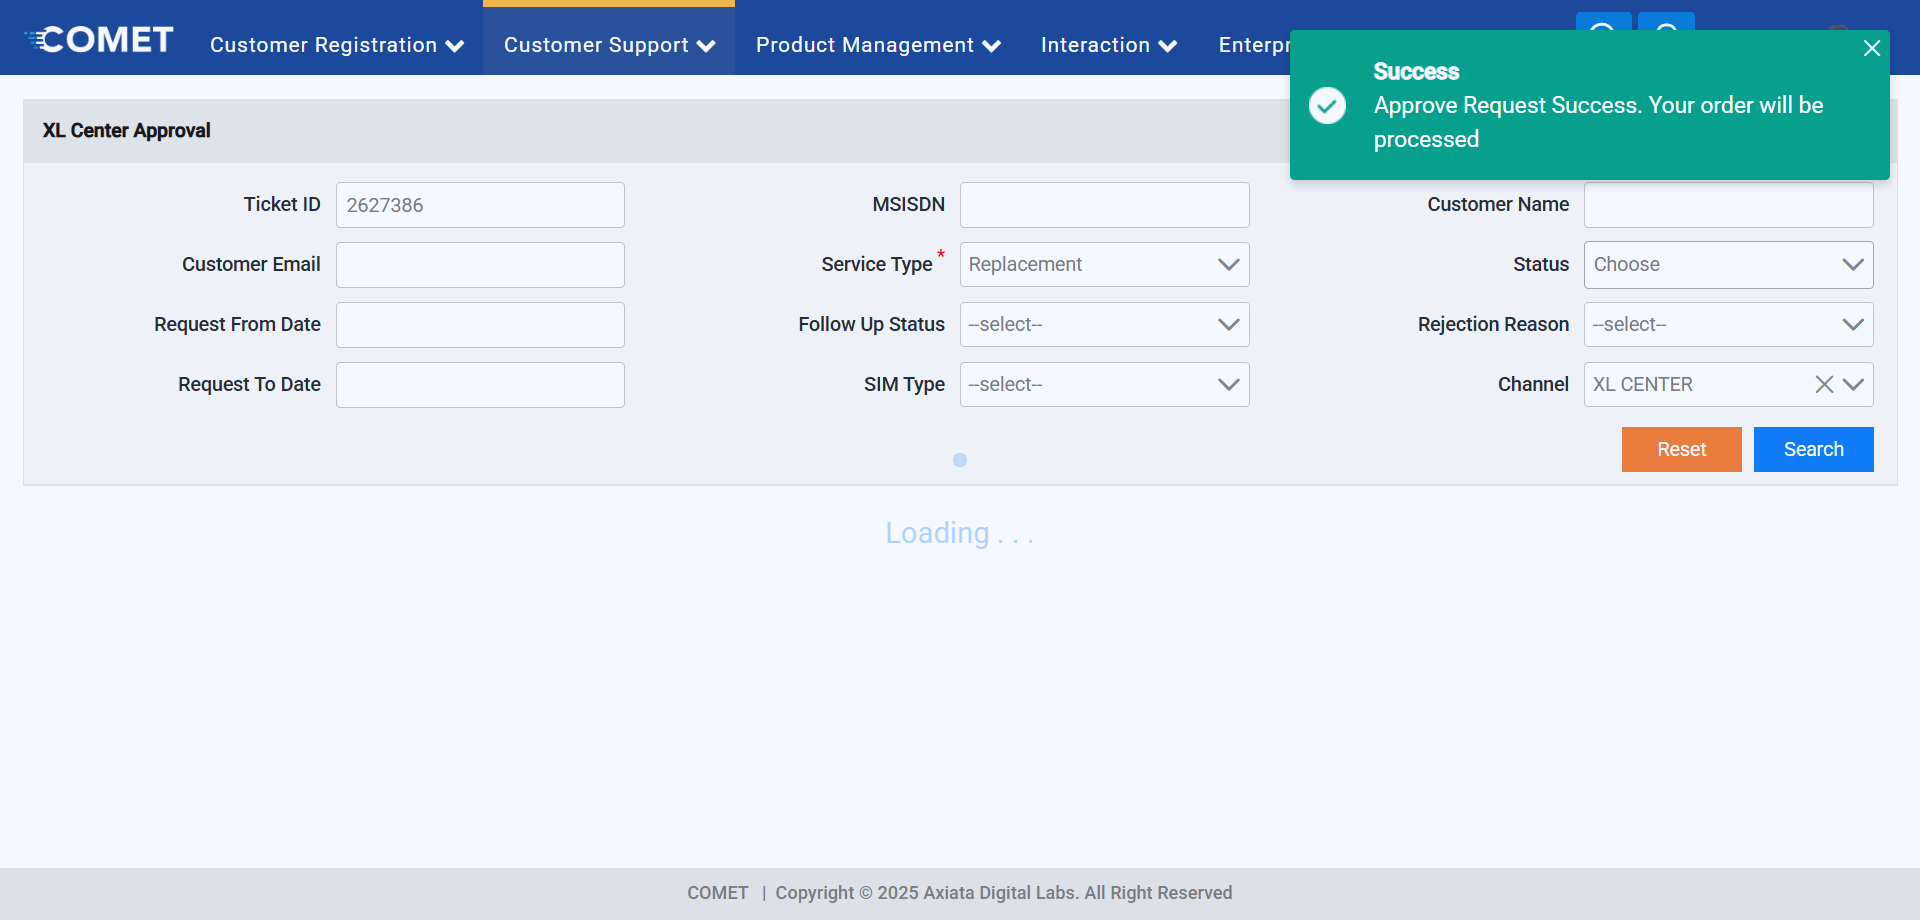 COMET
Customer Registration
Customer Support
Product Management
Interaction
Enterpr
Success
Approve Request Success. Your order will be
processed
XL Center Approval
Ticket ID 2627386 MSISDN Customer Name
Customer Email Service Type * Replacement Status Choose
Request From Date Follow Up Status --select-- Rejection Reason --select--
Request To Date SIM Type --select-- Channel XL CENTER
Reset Search
Loading . . .
COMET | Copyright © 2025 Axiata Digital Labs. All Right Reserved